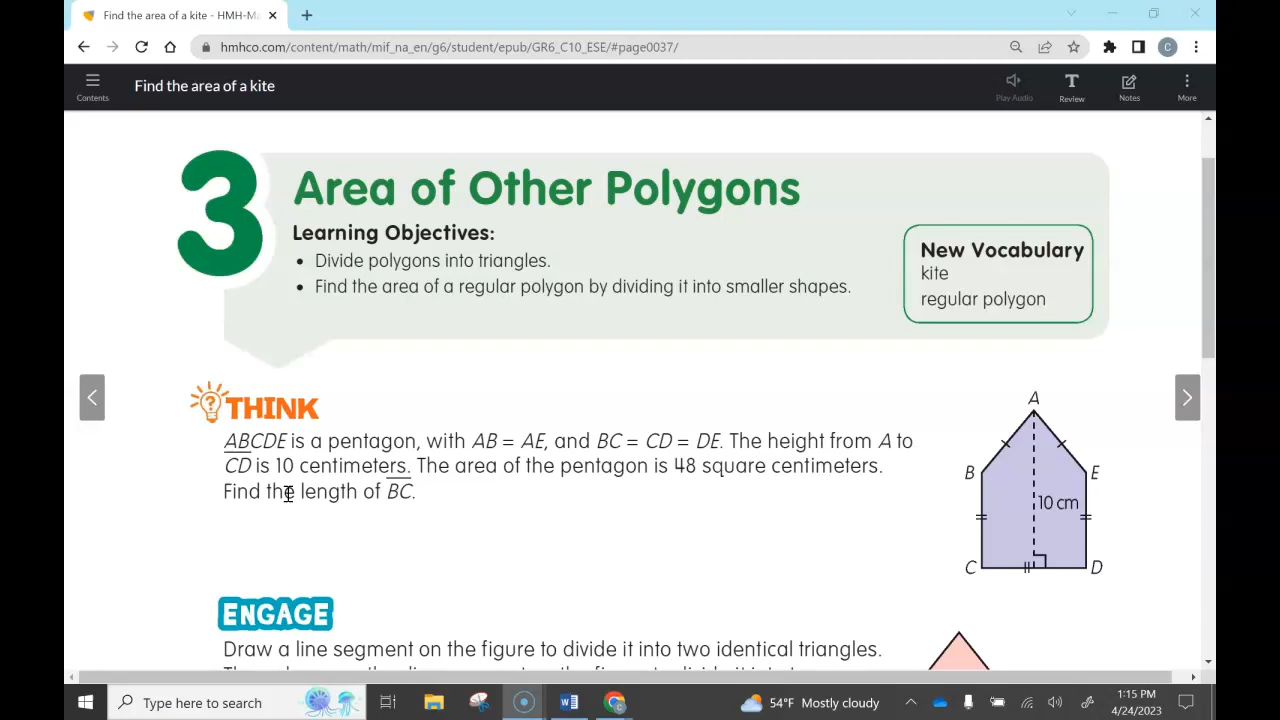 Find the area of a kite - HMH-Ma
hmhco.com/content/math/mif_na_en/g6/student/epub/GR6_C10_ESE/#page0037/
C
Contents
Find the area of a kite
Play Audio
T
Review
Notes
More
3
Area of Other Polygons
Learning Objectives:
• Divide polygons into triangles.
• Find the area of a regular polygon by dividing it into smaller shapes.
New Vocabulary
kite
regular polygon
THINK
ABCDE is a pentagon, with AB = AE, and BC = CD = DE. The height from A to
CD is 10 centimeters. The area of the pentagon is 48 square centimeters.
Find the length of BC.
A
B
E
10 cm
C
D
ENGAGE
Draw a line segment on the figure to divide it into two identical triangles.
Type here to search
54°F Mostly cloudy
1:15 PM
4/24/2023